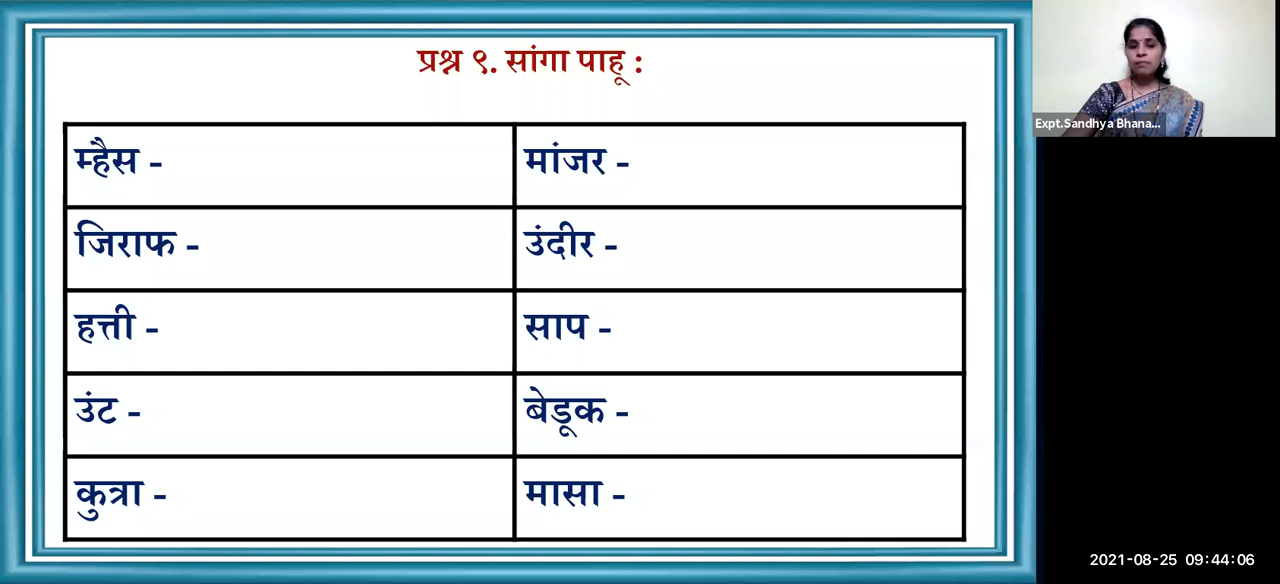 प्रश्न ९. सांगा पाहू :
म्हैस - मांजर -
जिराफ - उंदीर -
हत्ती - साप -
उंट - बेडूक -
कुत्रा - मासा -
Expt.Sandhya Bhana...
2021-08-25 09:44:06